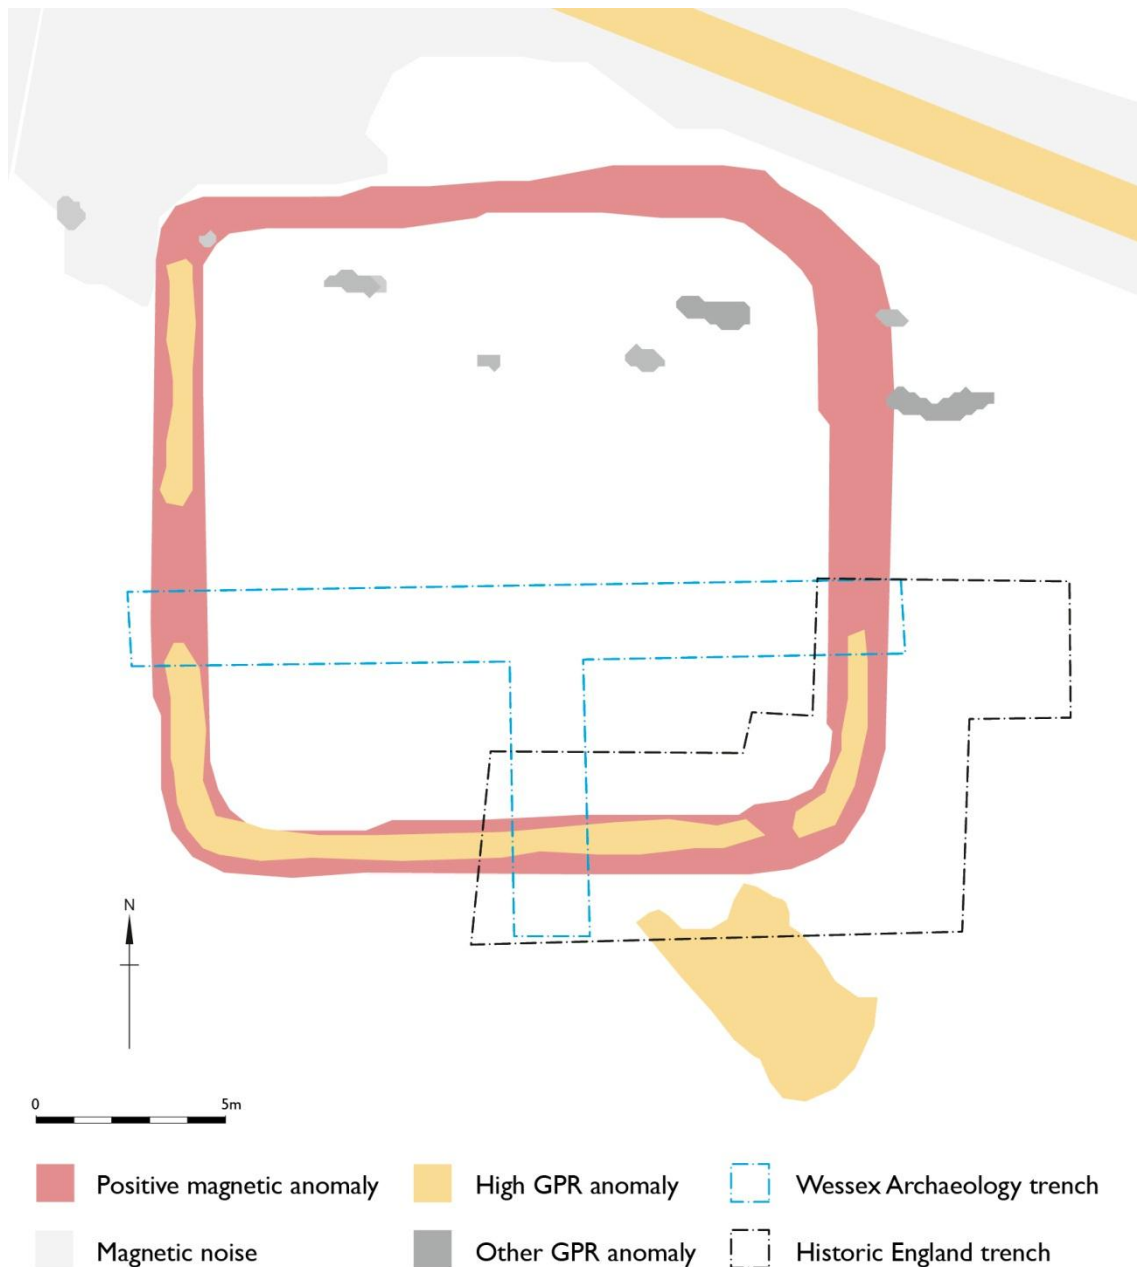 N
0 5m
Positive magnetic anomaly High GPR anomaly Wessex Archaeology trench
Magnetic noise Other GPR anomaly Historic England trench